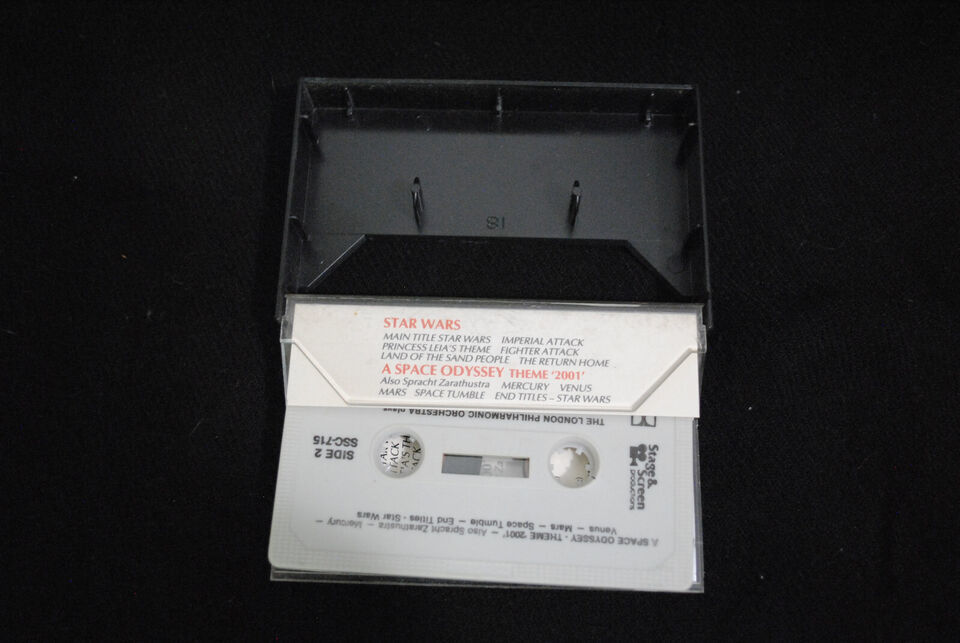 18
STAR WARS
MAIN TITLE STAR WARS IMPERIAL ATTACK
PRINCESS LEIA'S THEME FIGHTER ATTACK
LAND OF THE SAND PEOPLE THE RETURN HOME
A SPACE ODYSSEY THEME '2001'
Also Spracht Zarathustra MERCURY VENUS
MARS SPACE TUMBLE END TITLES – STAR WARS
A SPACE ODYSSEY · THEME '2001' – Also Spracht Zarathustra – Mercury –
Venus – Mars – Space Tumble – End Titles · Star Wars
Stage &
Screen
productions
SIDE 2
SSC-715
THE LONDON PHILHARMONIC ORCHESTRA plays